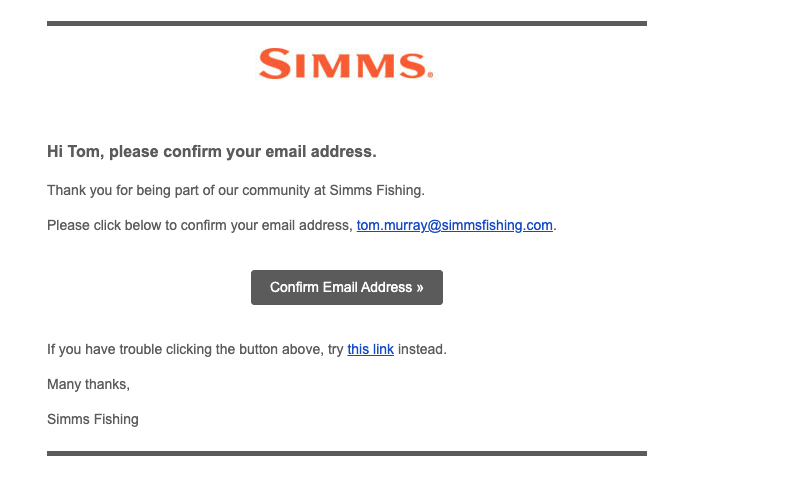 SIMMS®
Hi Tom, please confirm your email address.
Thank you for being part of our community at Simms Fishing.
Please click below to confirm your email address, tom.murray@simmsfishing.com.
Confirm Email Address »
If you have trouble clicking the button above, try this link instead.
Many thanks,
Simms Fishing